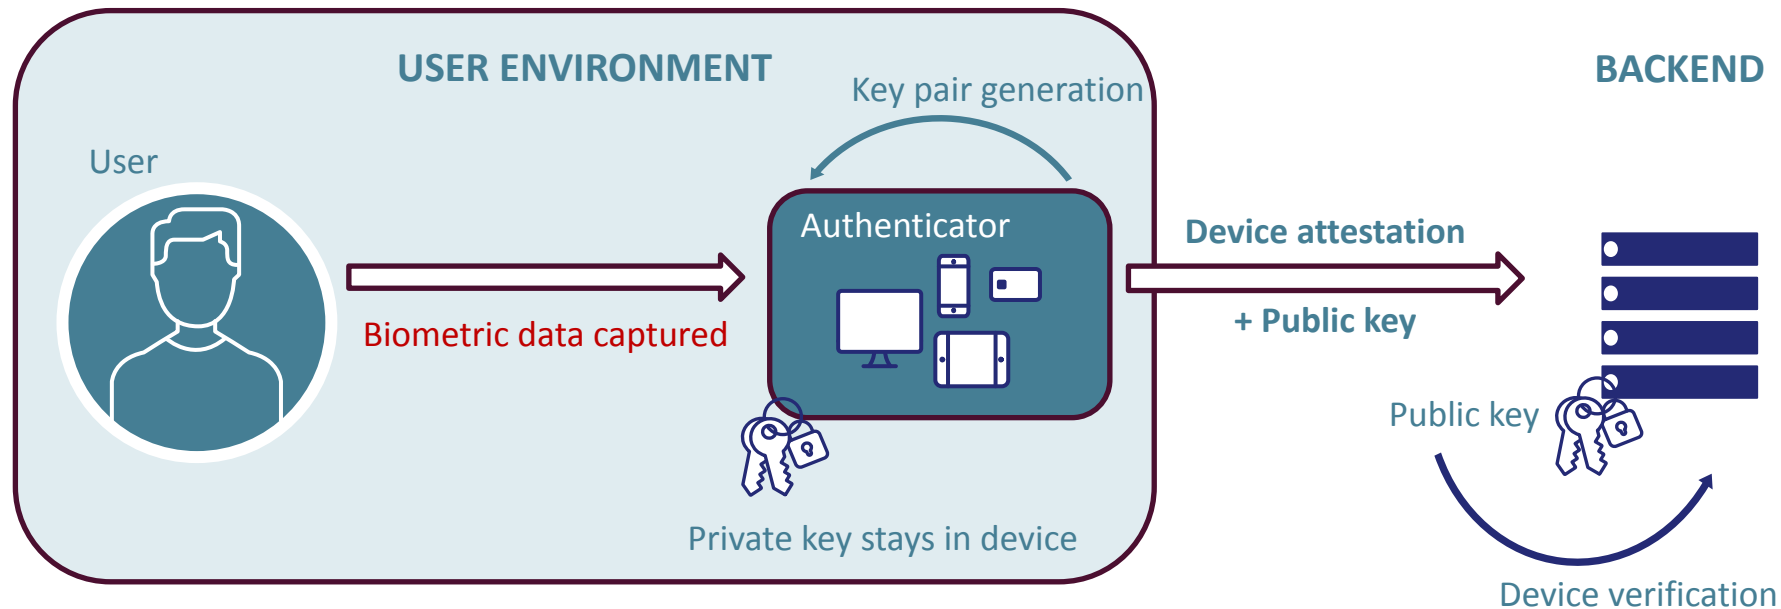 USER ENVIRONMENT
BACKEND
Key pair generation
User
Authenticator
Device attestation
+ Public key
Biometric data captured
Public key
Private key stays in device
Device verification